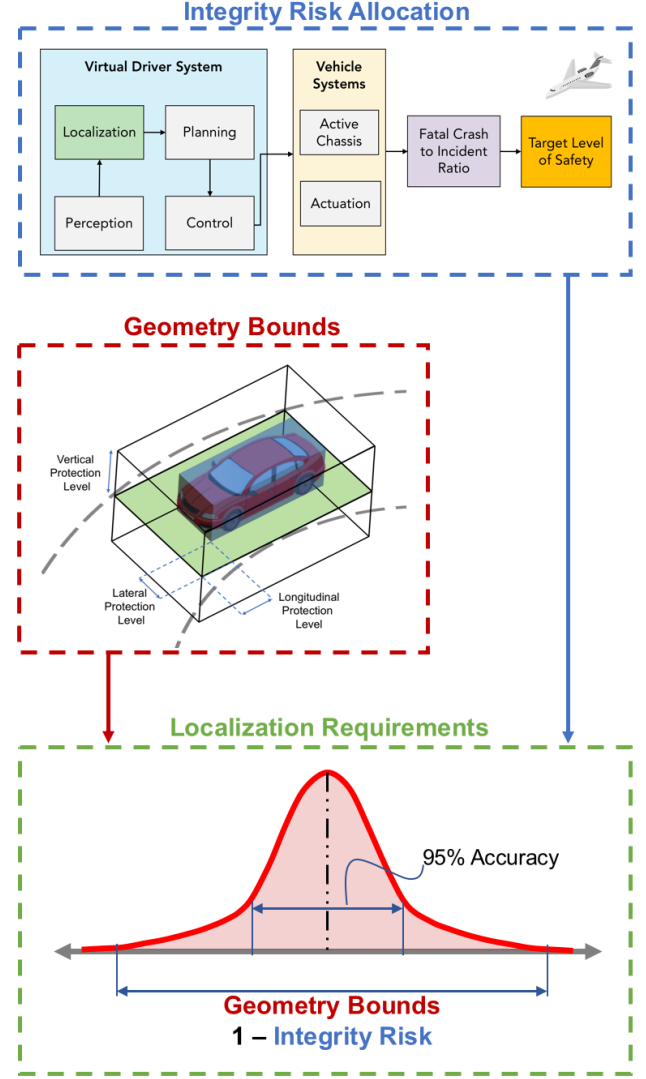 Integrity Risk Allocation
Virtual Driver System
Vehicle
Systems
Localization
Planning
Perception
Control
Active
Chassis
Actuation
Fatal Crash
to Incident
Ratio
Target Level
of Safety
Geometry Bounds
Vertical
Protection
Level
Lateral
Protection
Level
Longitudinal
Protection
Level
Localization Requirements
95% Accuracy
Geometry Bounds
1 – Integrity Risk